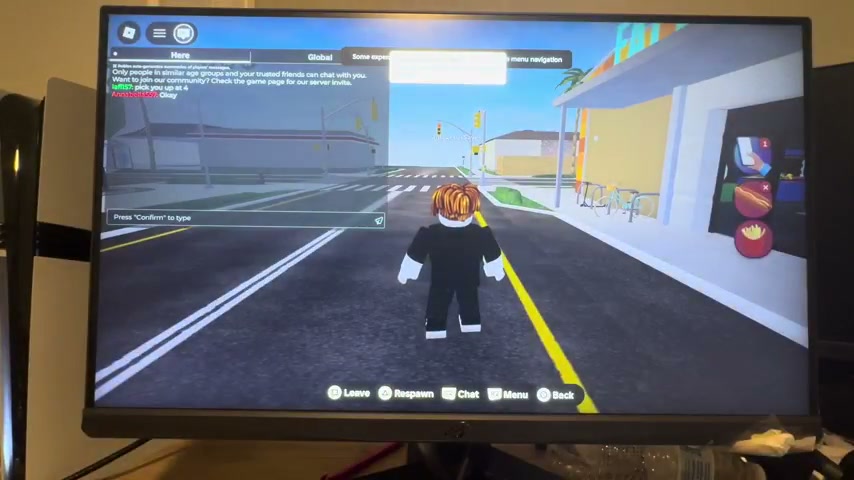 Here
Global
Some expe
menu navigation
Only people in similar age groups and your trusted friends can chat with you.
Want to join our community? Check the game page for our server invite.
pick you up at 4
Okay
1
Press "Confirm" to type
Leave
Respawn
Chat
Menu
Back